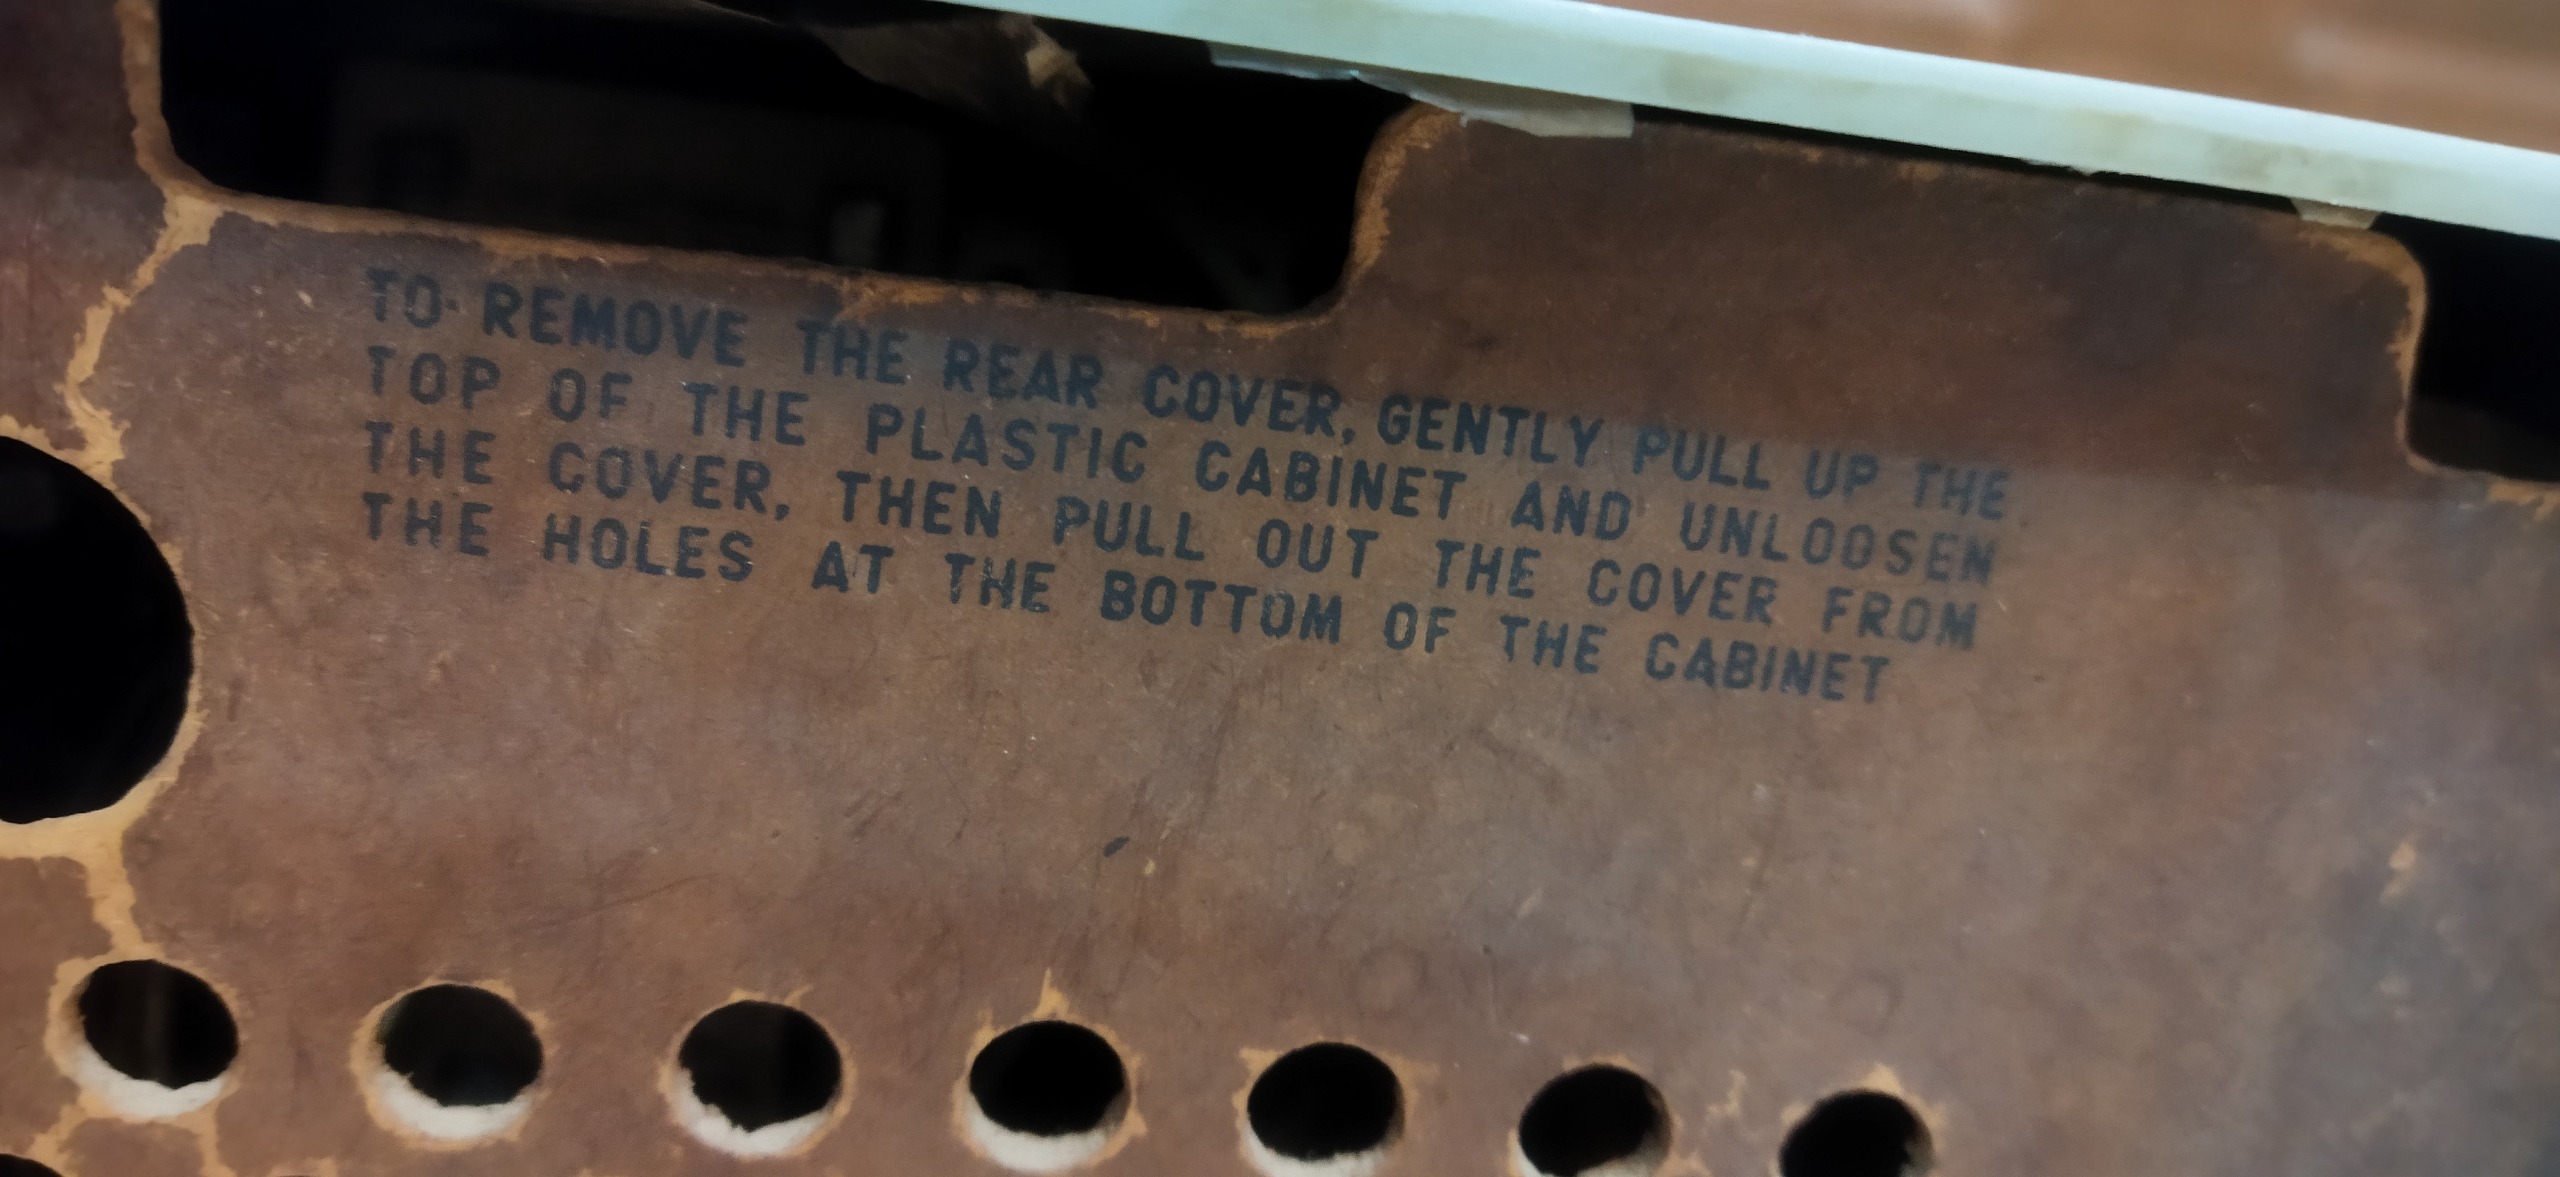 TO REMOVE THE REAR COVER, GENTLY PULL UP THE
TOP OF THE PLASTIC CABINET AND UNLOOSEN
THE COVER, THEN PULL OUT THE COVER FROM
THE HOLES AT THE BOTTOM OF THE CABINET